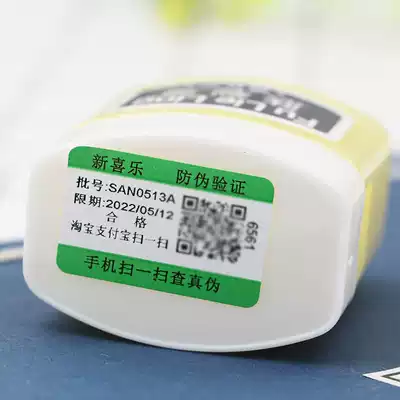 新喜乐 防伪验证
批号:SAN0513A
限期:2022/05/12
合 格
淘宝支付宝扫一扫
6561
手机扫一扫查真伪